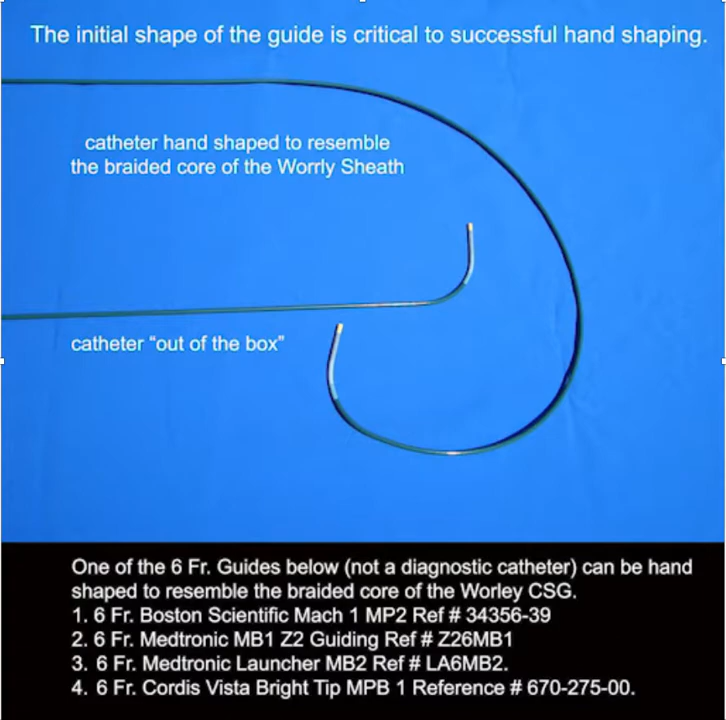 The initial shape of the guide is critical to successful hand shaping.
catheter hand shaped to resemble
the braided core of the Worrly Sheath
catheter “out of the box”
One of the 6 Fr. Guides below (not a diagnostic catheter) can be hand
shaped to resemble the braided core of the Worley CSG.
1. 6 Fr. Boston Scientific Mach 1 MP2 Ref # 34356-39
2. 6 Fr. Medtronic MB1 Z2 Guiding Ref # Z26MB1
3. 6 Fr. Medtronic Launcher MB2 Ref # LA6MB2.
4. 6 Fr. Cordis Vista Bright Tip MPB 1 Reference # 670-275-00.